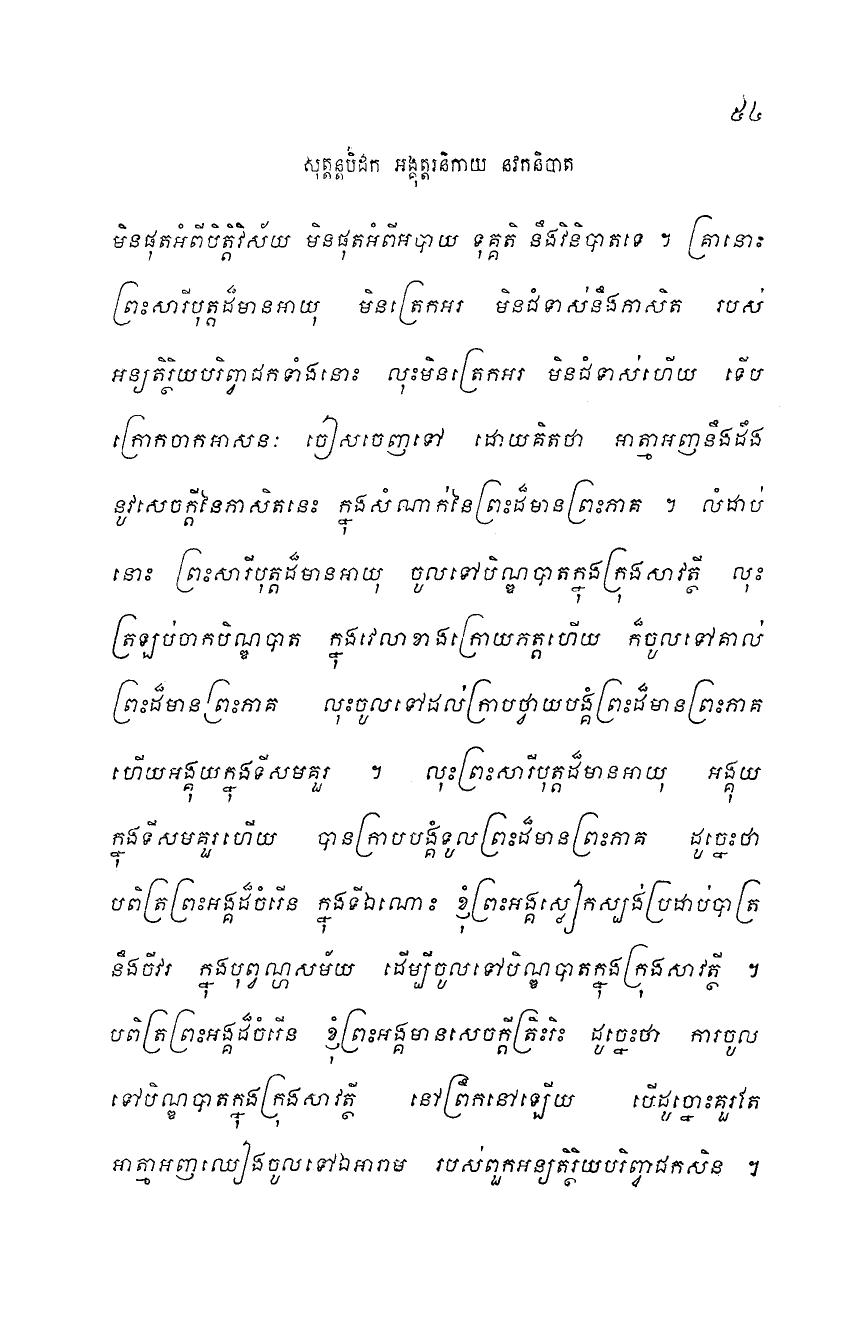 ៥៤
សុត្តន្តបិដក អង្គុត្តរនិកាយ នវកនិបាត
មិនផុតអំពីបិត្តិវិស័យ មិនផុតអំពីអបាយ ទុគ្គតិ នឹងវិនិបាតទេ ។ គ្រានោះ
ព្រះសារីបុត្តដ៏មានអាយុ មិនត្រេកអរ មិនជំទាស់នឹងភាសិត របស់
អន្យតិរ្ថិយបរិព្វាជកទាំងនោះ លុះមិនត្រេកអរ មិនជំទាស់ហើយ ទើប
ក្រោកចាកអាសនៈ ចៀសចេញទៅ ដោយគិតថា អាត្មាអញនឹងដឹង
នូវសេចក្តីនៃភាសិតនេះ ក្នុងសំណាក់នៃព្រះដ៏មានព្រះភាគ ។ លំដាប់
នោះ ព្រះសារីបុត្តដ៏មានអាយុ ចូលទៅបិណ្ឌបាតក្នុងក្រុងសាវត្ថី លុះ
ត្រឡប់ចាកបិណ្ឌបាត ក្នុងវេលាខាងក្រោយភត្តហើយ ក៏ចូលទៅគាល់
ព្រះដ៏មានព្រះភាគ លុះចូលទៅដល់ក្រាបថ្វាយបង្គំព្រះដ៏មានព្រះភាគ
ហើយអង្គុយក្នុងទីសមគួរ ។ លុះព្រះសារីបុត្តដ៏មានអាយុ អង្គុយ
ក្នុងទីសមគួរហើយ បានក្រាបបង្គំទូលព្រះដ៏មានព្រះភាគ ដូច្នេះថា
បពិត្រព្រះអង្គដ៏ចំរើន ក្នុងទីឯណោះ ខ្ញុំព្រះអង្គស្លៀកស្បង់ប្រដាប់បាត្រ
នឹងចីវរ ក្នុងបុព្វណ្ហសម័យ ដើម្បីចូលទៅបិណ្ឌបាតក្នុងក្រុងសាវត្ថី ។
បពិត្រព្រះអង្គដ៏ចំរើន ខ្ញុំព្រះអង្គមានសេចក្តីត្រិះរិះ ដូច្នេះថា ការចូល
ទៅបិណ្ឌបាតក្នុងក្រុងសាវត្ថី នៅព្រឹកនៅឡើយ បើដូច្នោះគួរតែ
អាត្មាអញឈៀងចូលទៅឯអារាម របស់ពួកអន្យតិរ្ថិយបរិព្វាជកសិន ។